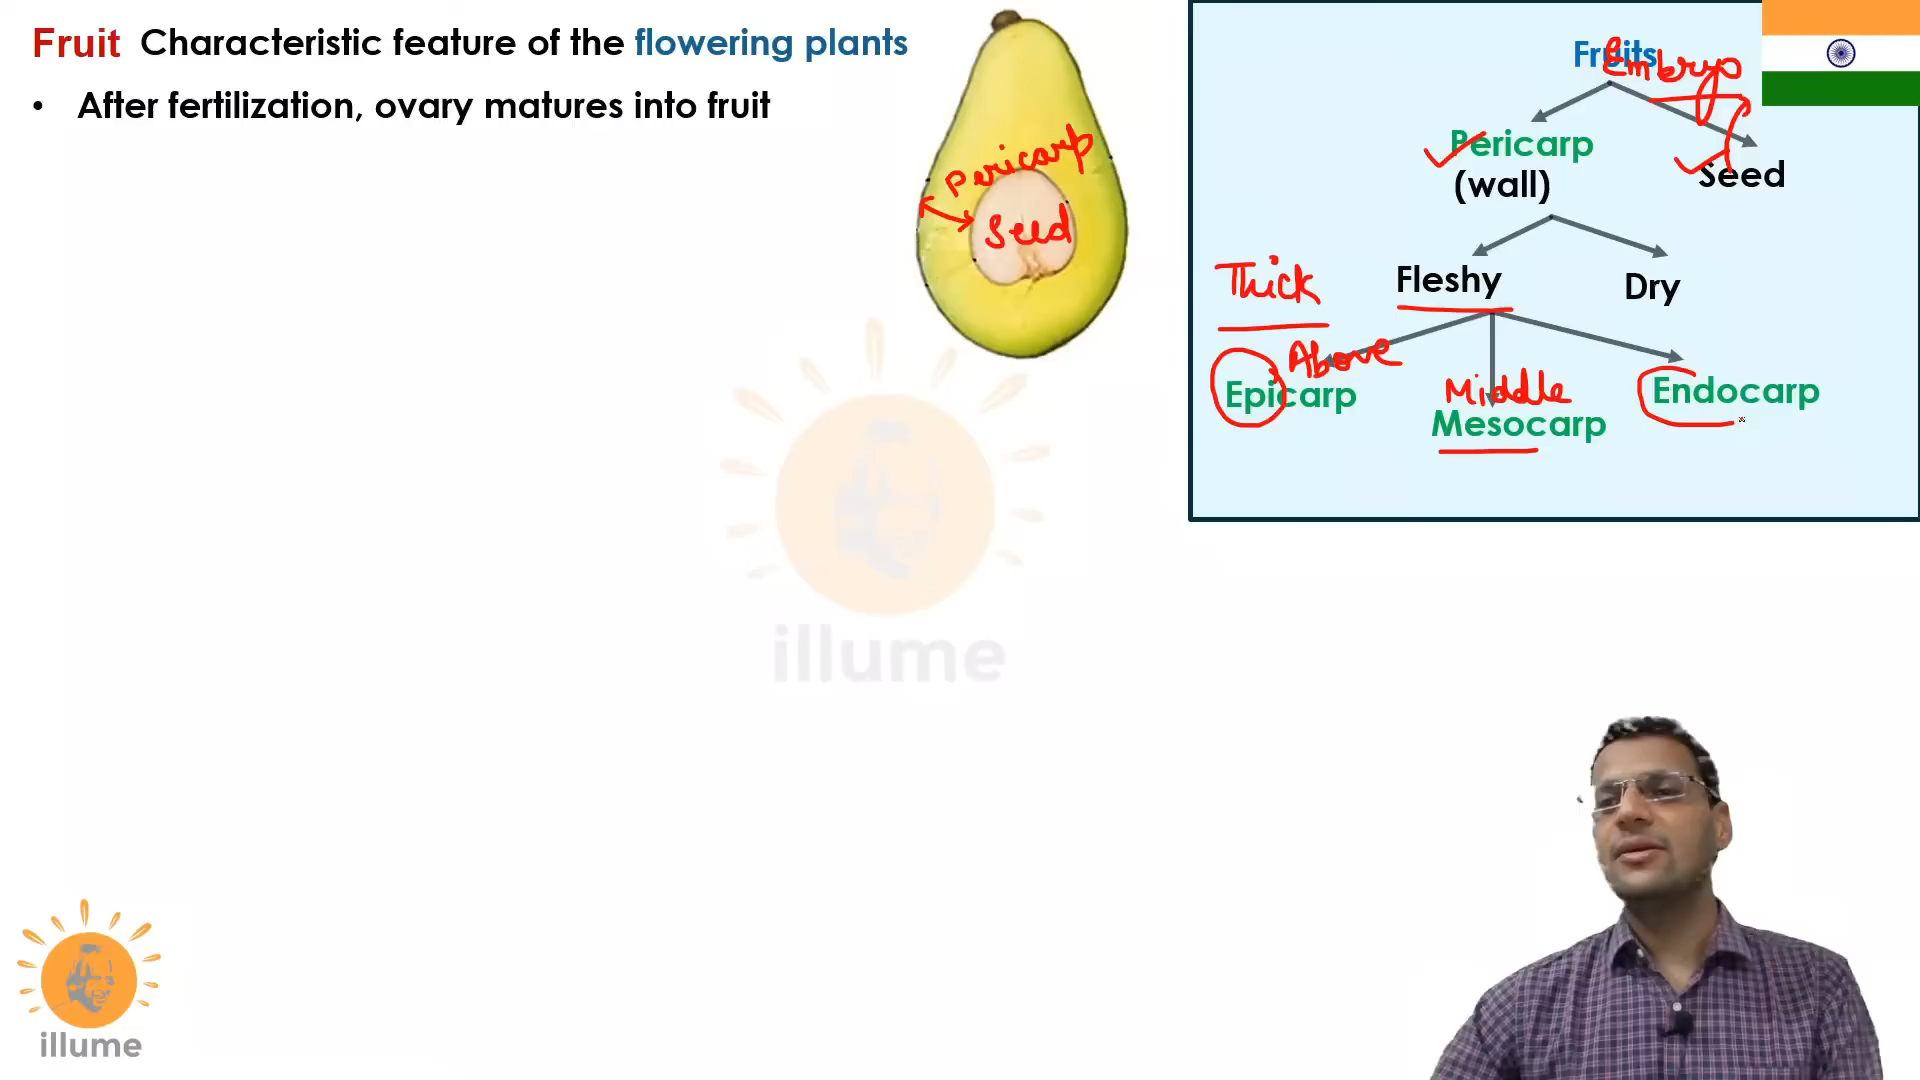 Fruit Characteristic feature of the flowering plants
• After fertilization, ovary matures into fruit
Pericarp
Seed
Fruits
Embryo
Pericarp
(wall)
Seed
Thick
Fleshy
Dry
Above
Epicarp
Middle
Mesocarp
Endocarp
illume
illume